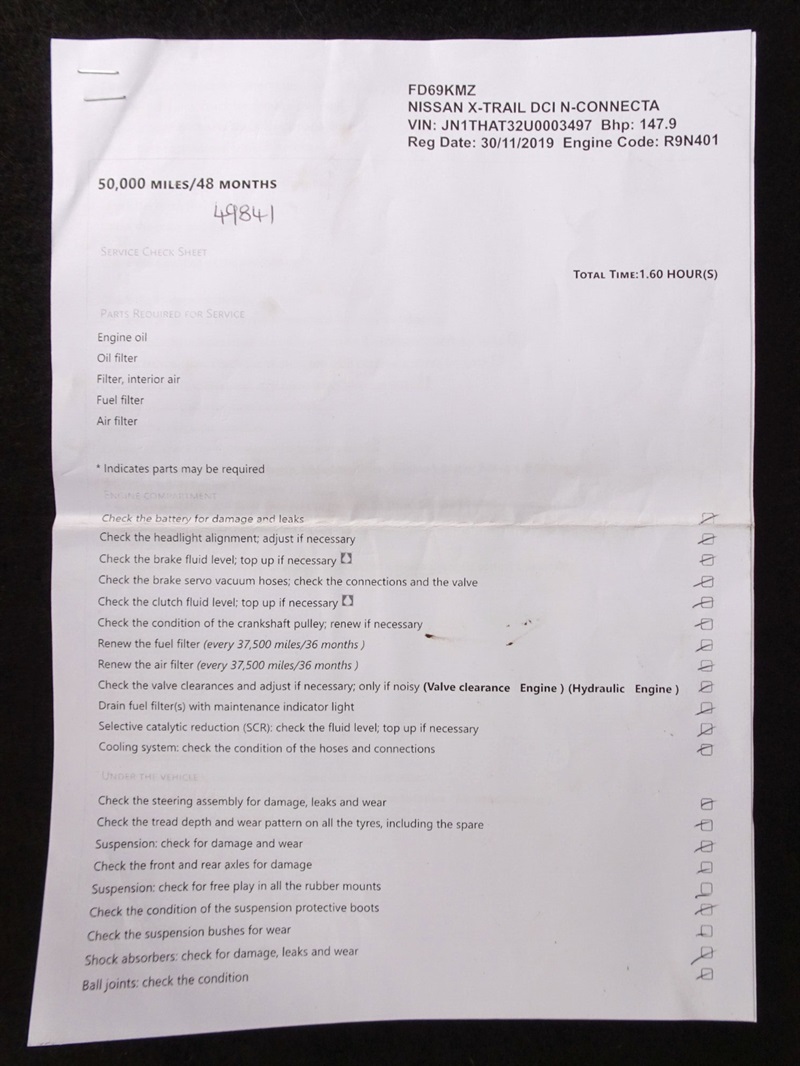 FD69KMZ
NISSAN X-TRAIL DCI N-CONNECTA
VIN: JN1THAT32U0003497 Bhp: 147.9
Reg Date: 30/11/2019 Engine Code: R9N401
50,000 MILES/48 MONTHS
49841
SERVICE CHECK SHEET
TOTAL TIME:1.60 HOUR(S)
PARTS REQUIRED FOR SERVICE
Engine oil
Oil filter
Filter, interior air
Fuel filter
Air filter
* Indicates parts may be required
ENGINE COMPARTMENT
Check the battery for damage and leaks
Check the headlight alignment; adjust if necessary
Check the brake fluid level; top up if necessary
Check the brake servo vacuum hoses; check the connections and the valve
Check the clutch fluid level; top up if necessary
Check the condition of the crankshaft pulley; renew if necessary
Renew the fuel filter (every 37,500 miles/36 months )
Renew the air filter (every 37,500 miles/36 months )
Check the valve clearances and adjust if necessary; only if noisy (Valve clearance Engine ) (Hydraulic Engine )
Drain fuel filter(s) with maintenance indicator light
Selective catalytic reduction (SCR): check the fluid level; top up if necessary
Cooling system: check the condition of the hoses and connections
UNDER THE VEHICLE
Check the steering assembly for damage, leaks and wear
Check the tread depth and wear pattern on all the tyres, including the spare
Suspension: check for damage and wear
Check the front and rear axles for damage
Suspension: check for free play in all the rubber mounts
Check the condition of the suspension protective boots
Check the suspension bushes for wear
Shock absorbers: check for damage, leaks and wear
Ball joints: check the condition